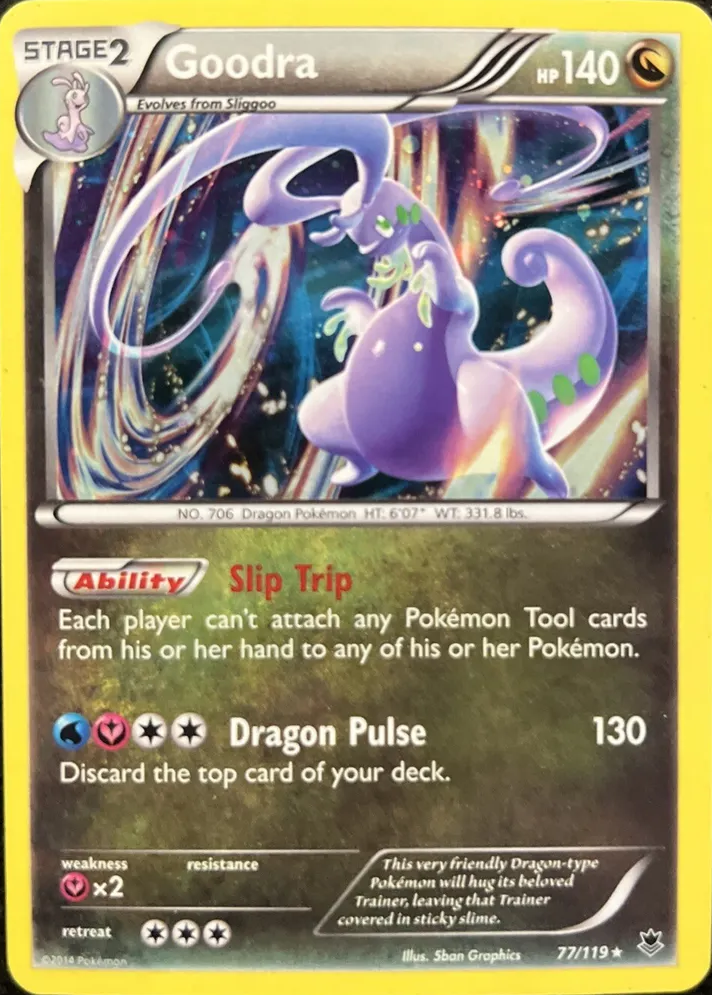 STAGE2
Goodra
HP140
Evolves from Sliggoo
NO. 706 Dragon Pokémon HT: 6'07" WT: 331.8 lbs.
Ability Slip Trip
Each player can't attach any Pokémon Tool cards
from his or her hand to any of his or her Pokémon.
Dragon Pulse 130
Discard the top card of your deck.
weakness resistance
×2
This very friendly Dragon-type
Pokémon will hug its beloved
Trainer, leaving that Trainer
covered in sticky slime.
retreat
©2014 Pokémon
Illus. 5ban Graphics
77/119★